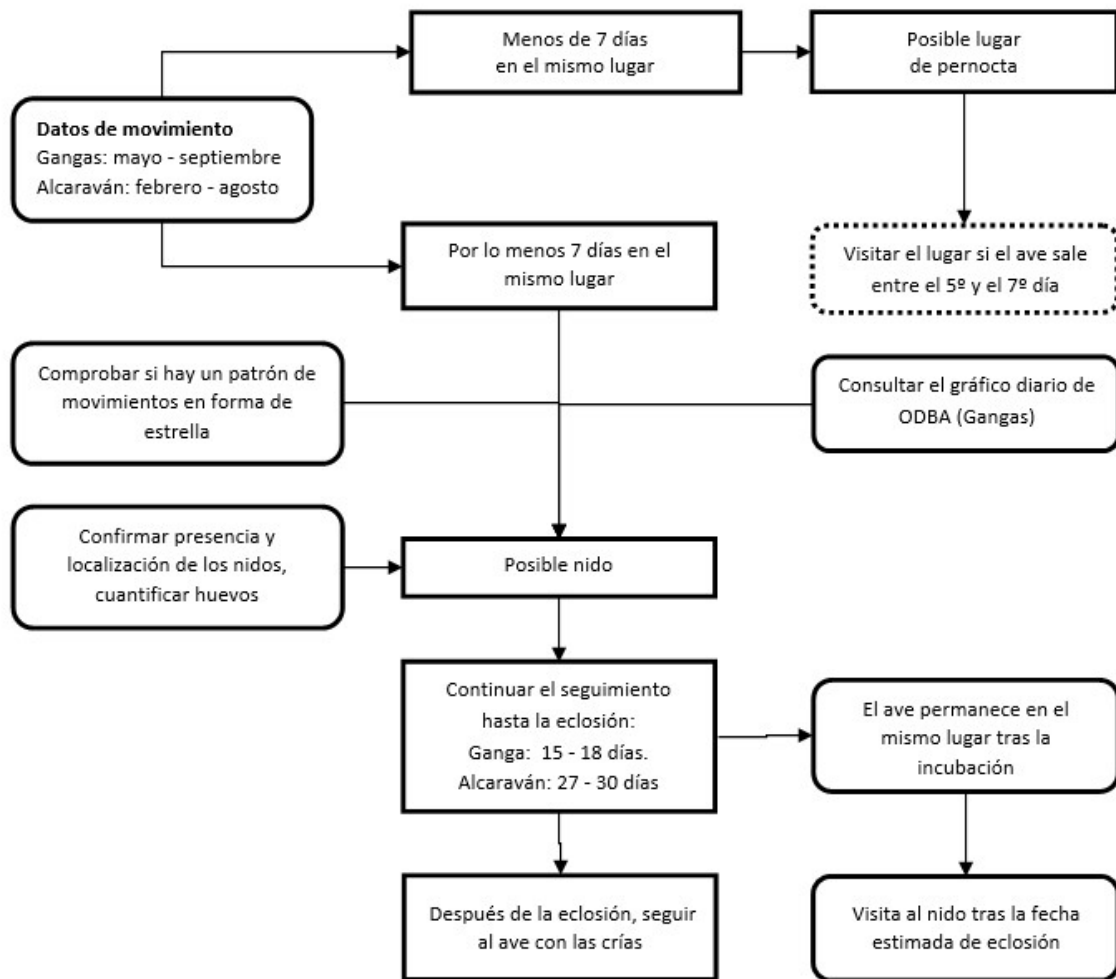 Menos de 7 días
en el mismo lugar
Posible lugar
de pernocta
Datos de movimiento
Gangas: mayo - septiembre
Alcaraván: febrero - agosto
Por lo menos 7 días en el
mismo lugar
Visitar el lugar si el ave sale
entre el 5º y el 7º día
Comprobar si hay un patrón de
movimientos en forma de
estrella
Consultar el gráfico diario de
ODBA (Gangas)
Confirmar presencia y
localización de los nidos,
cuantificar huevos
Posible nido
Continuar el seguimiento
hasta la eclosión:
Ganga: 15 - 18 días.
Alcaraván: 27 - 30 días
El ave permanece en el
mismo lugar tras la
incubación
Después de la eclosión, seguir
al ave con las crías
Visita al nido tras la fecha
estimada de eclosión